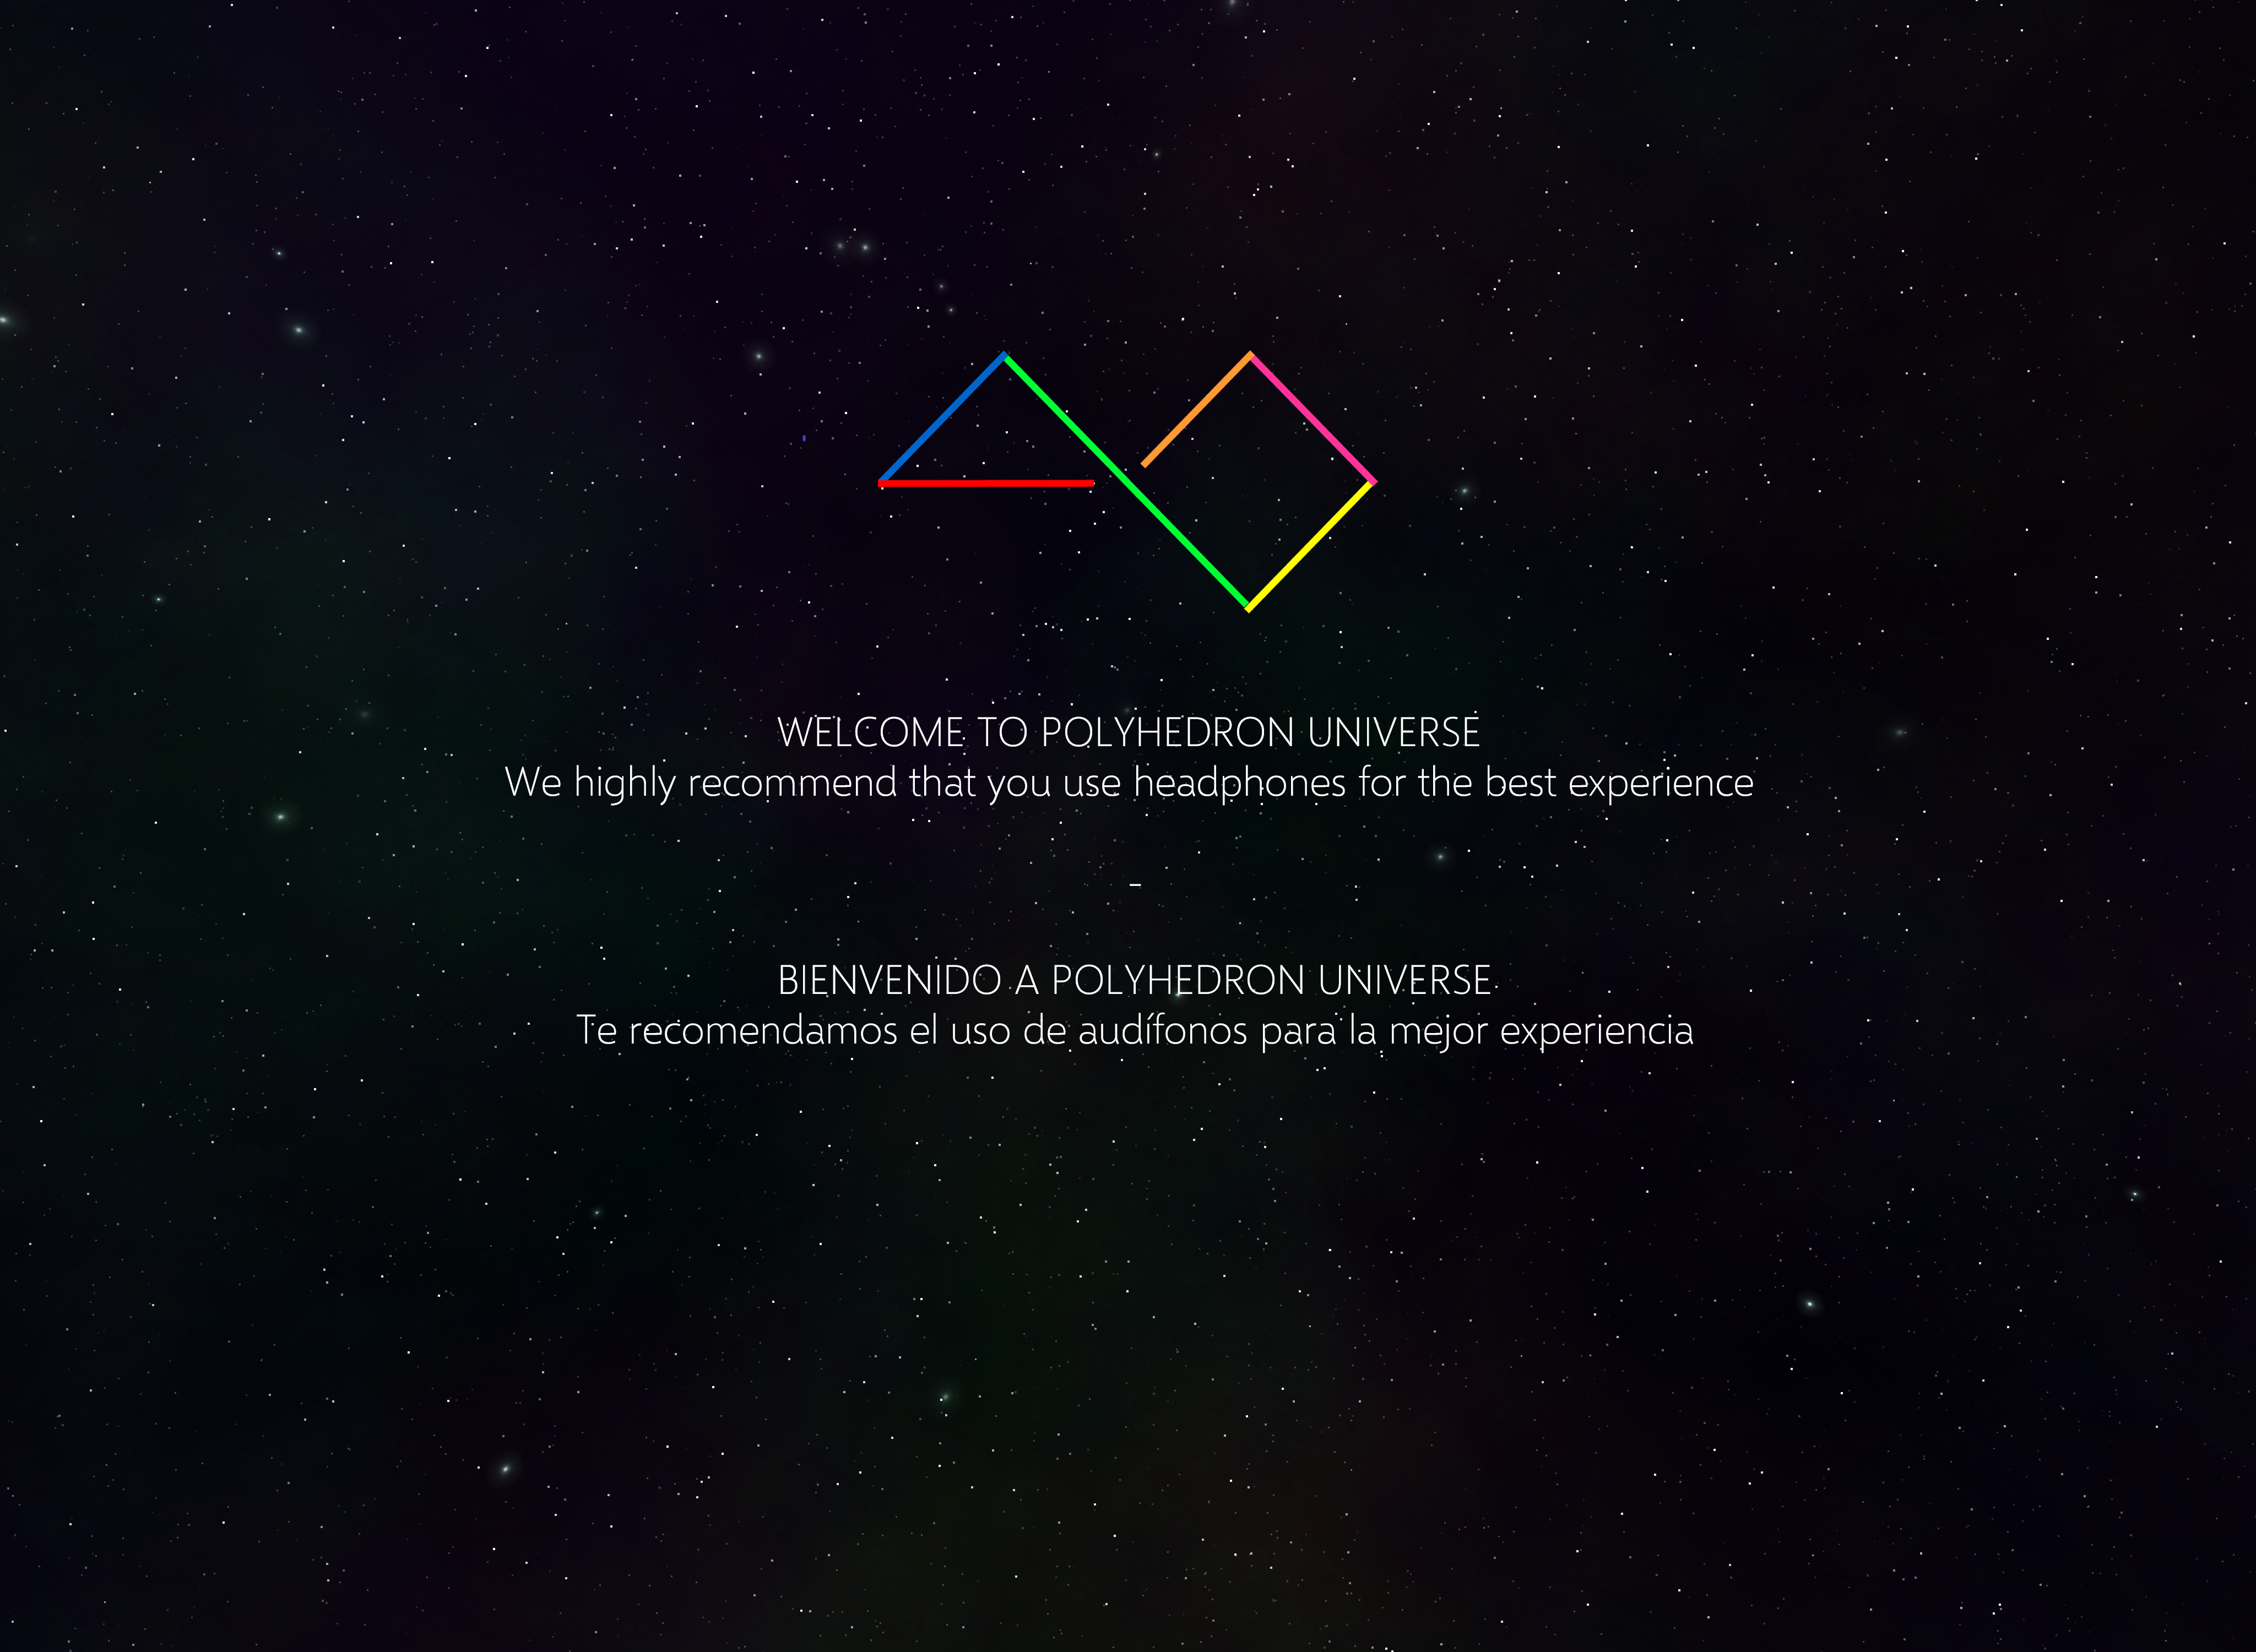 WELCOME TO POLYHEDRON UNIVERSE
We highly recommend that you use headphones for the best experience
-
BIENVENIDO A POLYHEDRON UNIVERSE
Te recomendamos el uso de audífonos para la mejor experiencia